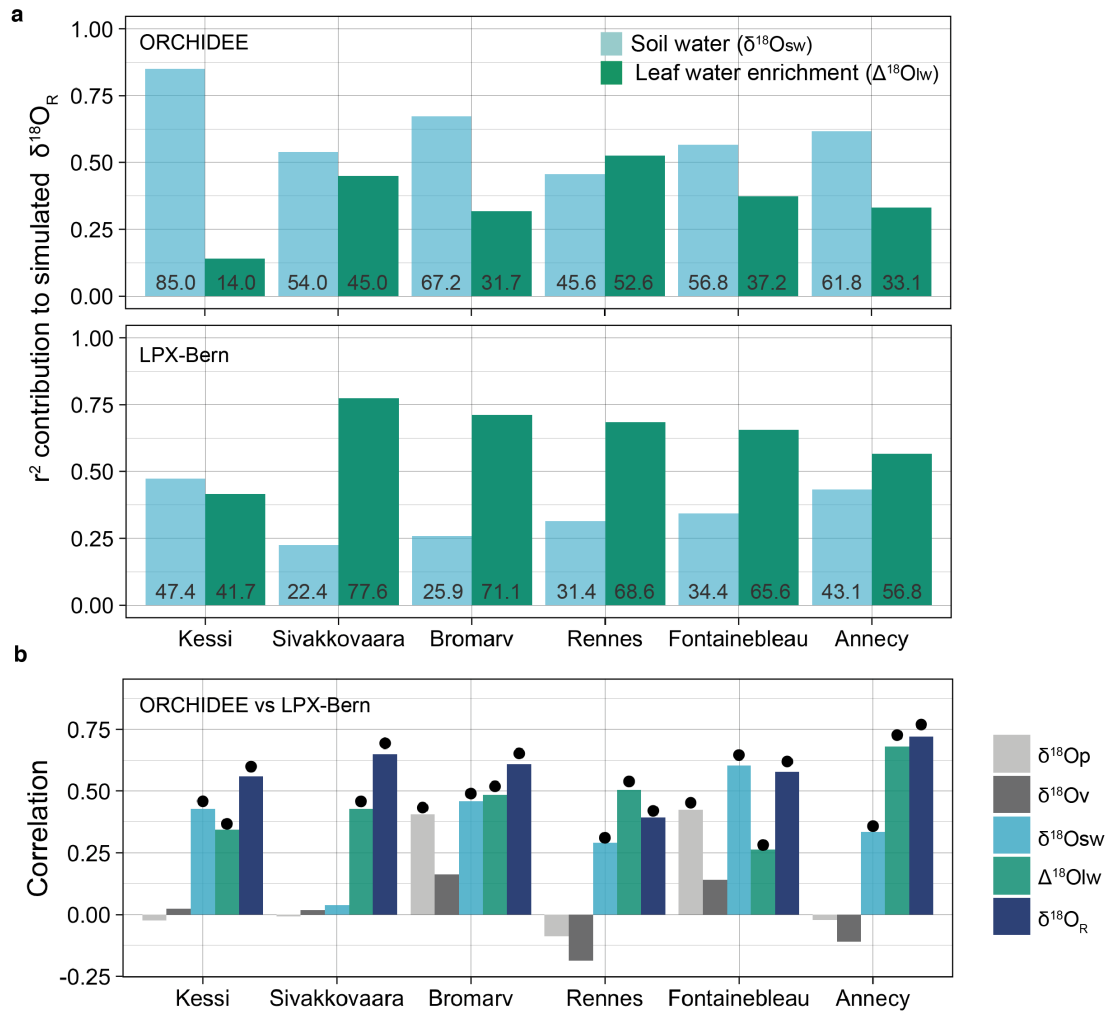 a
ORCHIDEE
Soil water (δ¹⁸Osw)
Leaf water enrichment (Δ¹⁸Olw)
r² contribution to simulated δ¹⁸O_R
1.00
0.75
0.50
0.25
0.00
85.0 14.0 54.0 45.0 67.2 31.7 45.6 52.6 56.8 37.2 61.8 33.1
LPX-Bern
1.00
0.75
0.50
0.25
0.00
47.4 41.7 22.4 77.6 25.9 71.1 31.4 68.6 34.4 65.6 43.1 56.8
Kessi Sivakkovaara Bromarv Rennes Fontainebleau Annecy
b
ORCHIDEE vs LPX-Bern
Correlation
0.75
0.50
0.25
0.00
-0.25
Kessi Sivakkovaara Bromarv Rennes Fontainebleau Annecy
δ¹⁸Op
δ¹⁸Ov
δ¹⁸Osw
Δ¹⁸Olw
δ¹⁸O_R